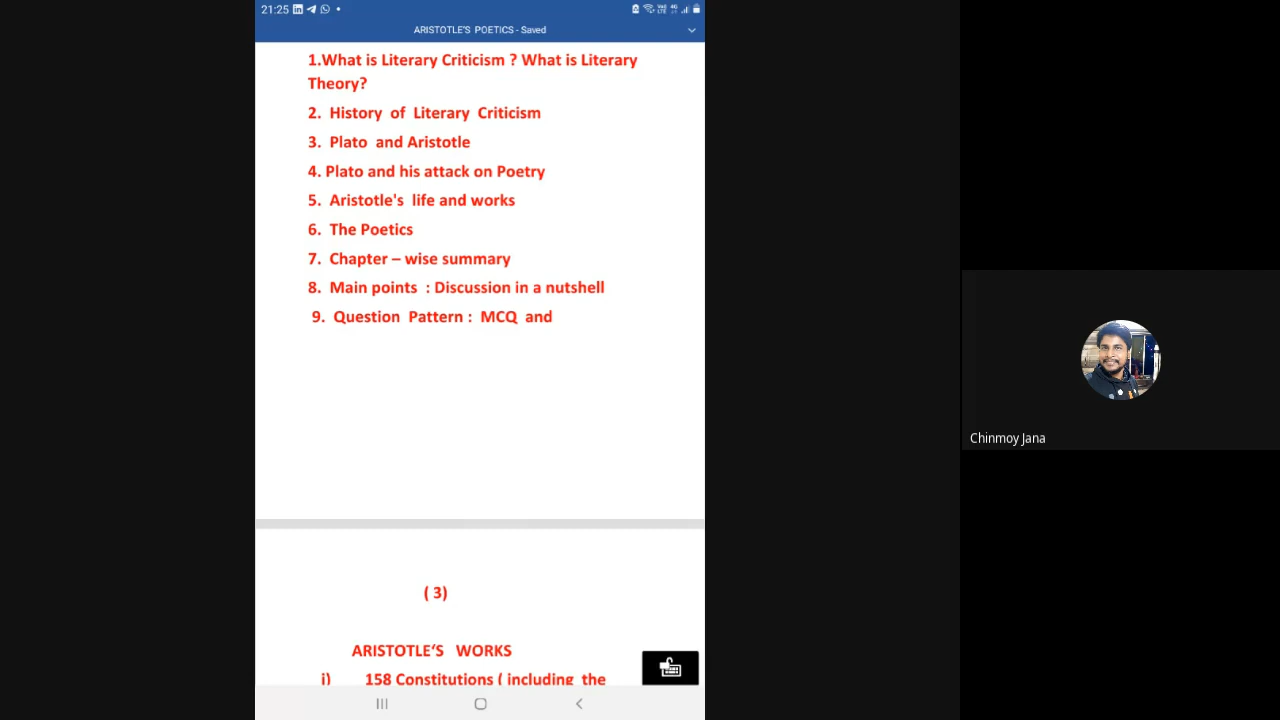 21:25
ARISTOTLE'S POETICS - Saved
1.What is Literary Criticism ? What is Literary
Theory?
2. History of Literary Criticism
3. Plato and Aristotle
4. Plato and his attack on Poetry
5. Aristotle's life and works
6. The Poetics
7. Chapter – wise summary
8. Main points : Discussion in a nutshell
9. Question Pattern : MCQ and
( 3)
ARISTOTLE'S WORKS
i) 158 Constitutions ( including the
Chinmoy Jana